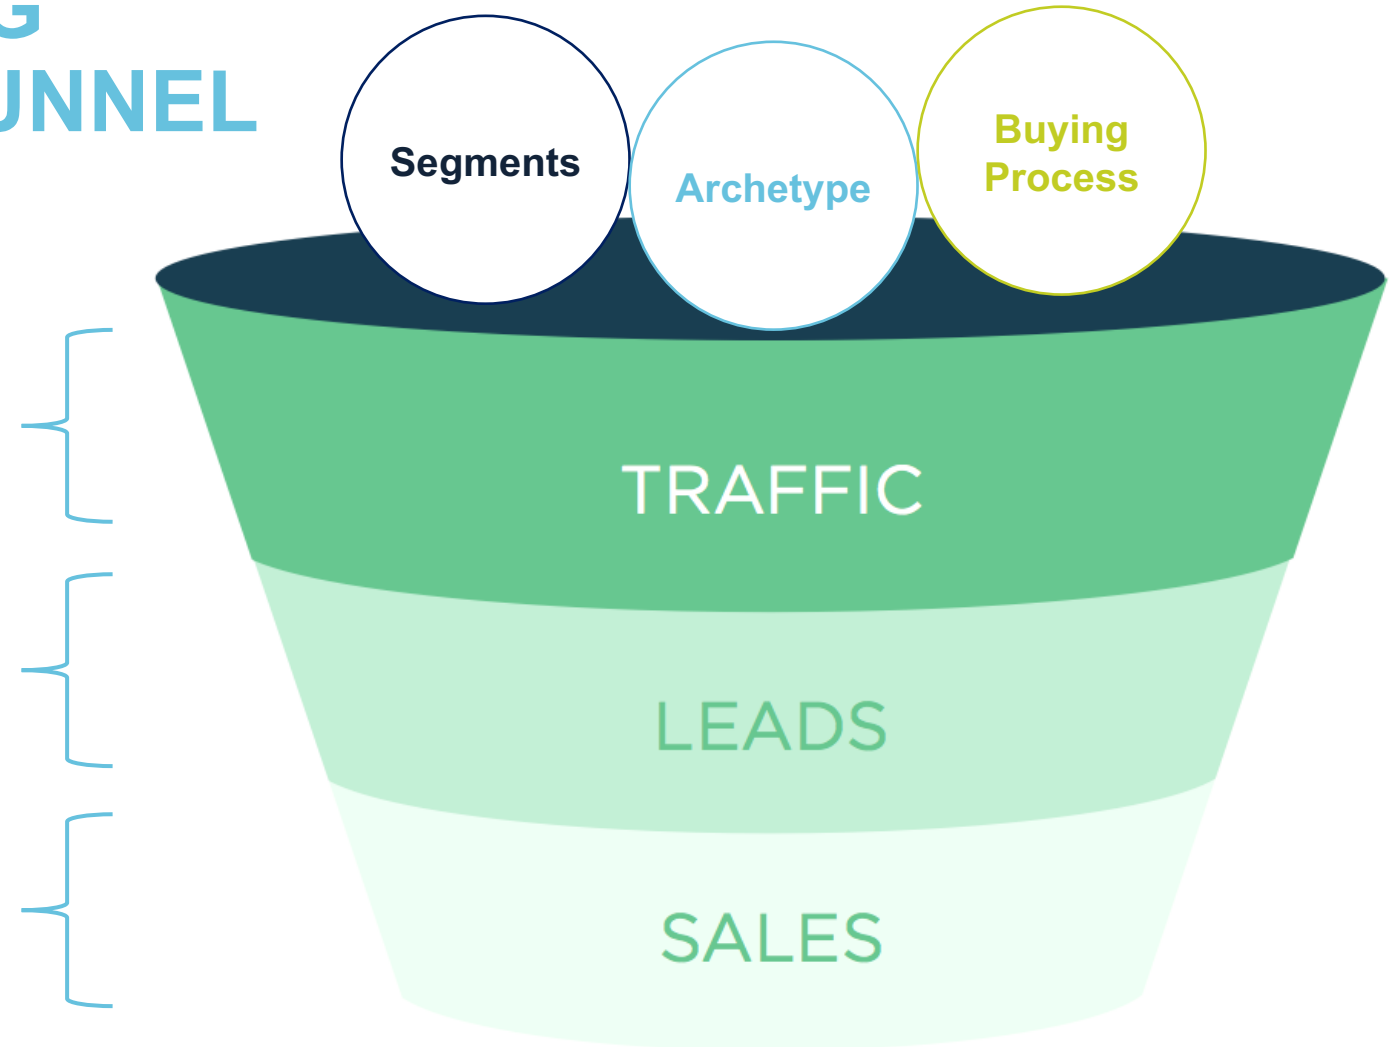 G
UNNEL
Segments
Archetype
Buying
Process
TRAFFIC
LEADS
SALES